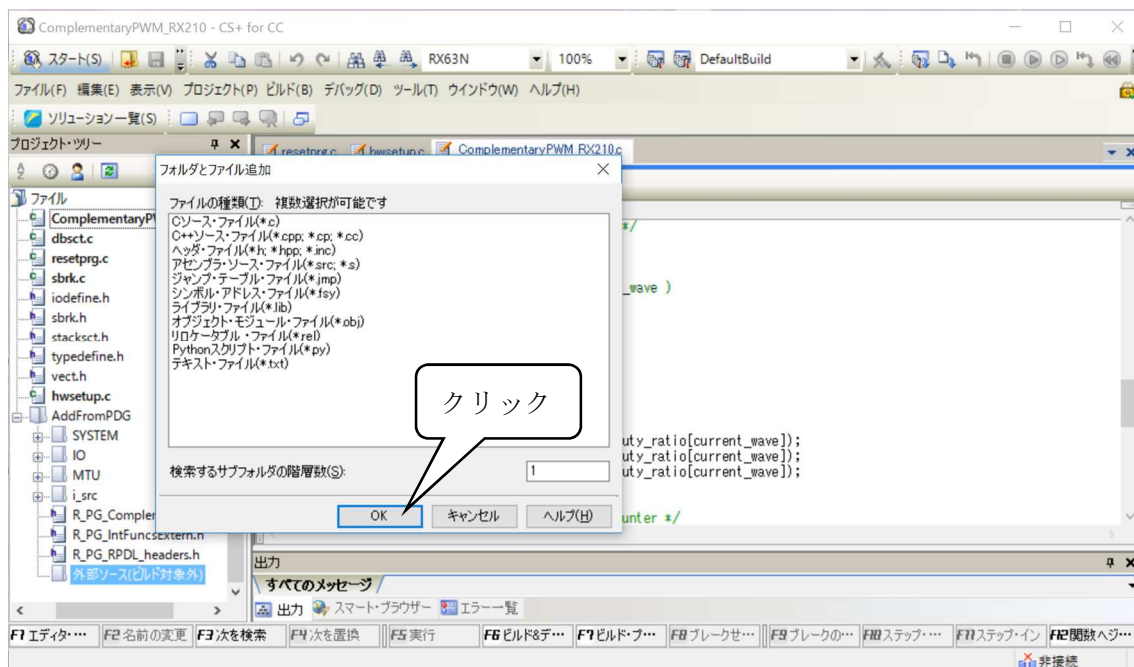 ComplementaryPWM_RX210 - CS+ for CC
スタート(S) RX63N 100% DefaultBuild
ファイル(F) 編集(E) 表示(V) プロジェクト(P) ビルド(B) デバッグ(D) ツール(T) ウインドウ(W) ヘルプ(H)
ソリューション一覧(S)
プロジェクト・ツリー
resetprg.c hwsetup.c ComplementaryPWM_RX210.c
フォルダとファイル追加
ファイルの種類(T): 複数選択が可能です
Cソース・ファイル(*.c)
C++ソース・ファイル(*.cpp; *.cp; *.cc)
ヘッダ・ファイル(*.h; *.hpp; *.inc)
アセンブラ・ソース・ファイル(*.src; *.s)
ジャンプ・テーブル・ファイル(*.jmp)
シンボル・アドレス・ファイル(*.fsy)
ライブラリ・ファイル(*.lib)
オブジェクト・モジュール・ファイル(*.obj)
リロケータブル・ファイル(*.rel)
Pythonスクリプト・ファイル(*.py)
テキスト・ファイル(*.txt)
クリック
検索するサブフォルダの階層数(S): 1
OK キャンセル ヘルプ(H)
ファイル
ComplementaryP
dbsct.c
resetprg.c
sbrk.c
iodefine.h
sbrk.h
stacksct.h
typedefine.h
vect.h
hwsetup.c
AddFromPDG
SYSTEM
IO
MTU
i_src
R_PG_Compler
R_PG_IntFuncsExtern.h
R_PG_RPDL_headers.h
外部ソース(ビルド対象外)
*/
_wave )
uty_ratio[current_wave]);
uty_ratio[current_wave]);
uty_ratio[current_wave]);
unter */
出力
すべてのメッセージ
出力 スマート・ブラウザー エラー一覧
F1 エディタ・… F2 名前の変更 F3 次を検索 F4 次を置換 F5 実行 F6 ビルド&デ… F7 ビルド・プ… F8 ブレークせ… F9 ブレークの… F10 ステップ・… F11 ステップ・イン F12 関数へジ…
非接続